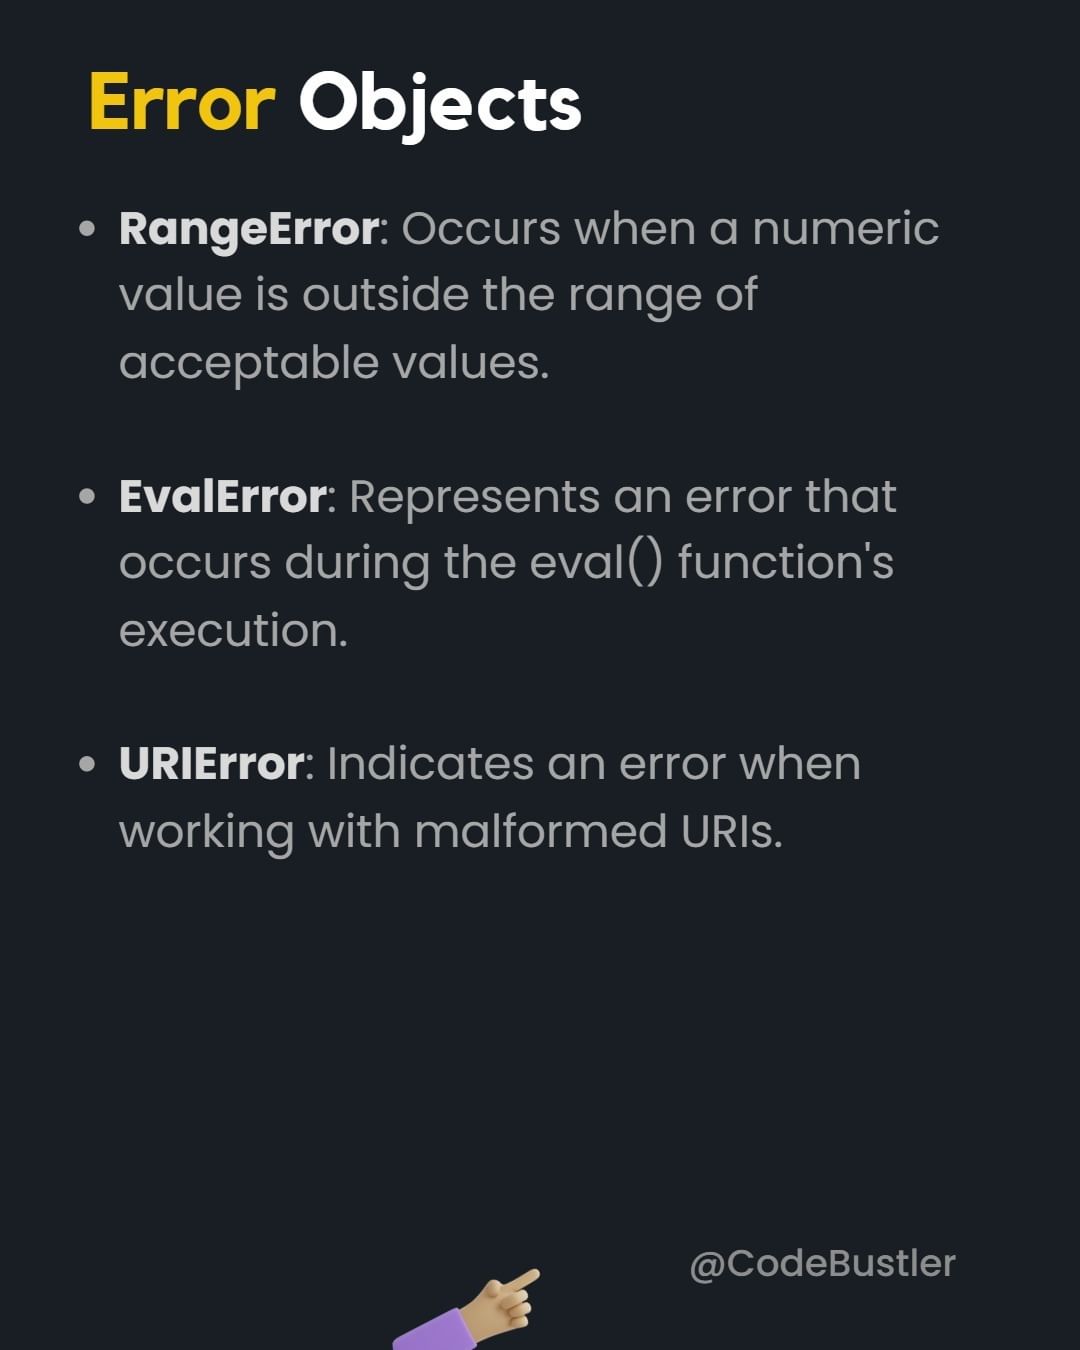 Error Objects
• RangeError: Occurs when a numeric
value is outside the range of
acceptable values.
• EvalError: Represents an error that
occurs during the eval() function's
execution.
• URIError: Indicates an error when
working with malformed URIs.
@CodeBustler